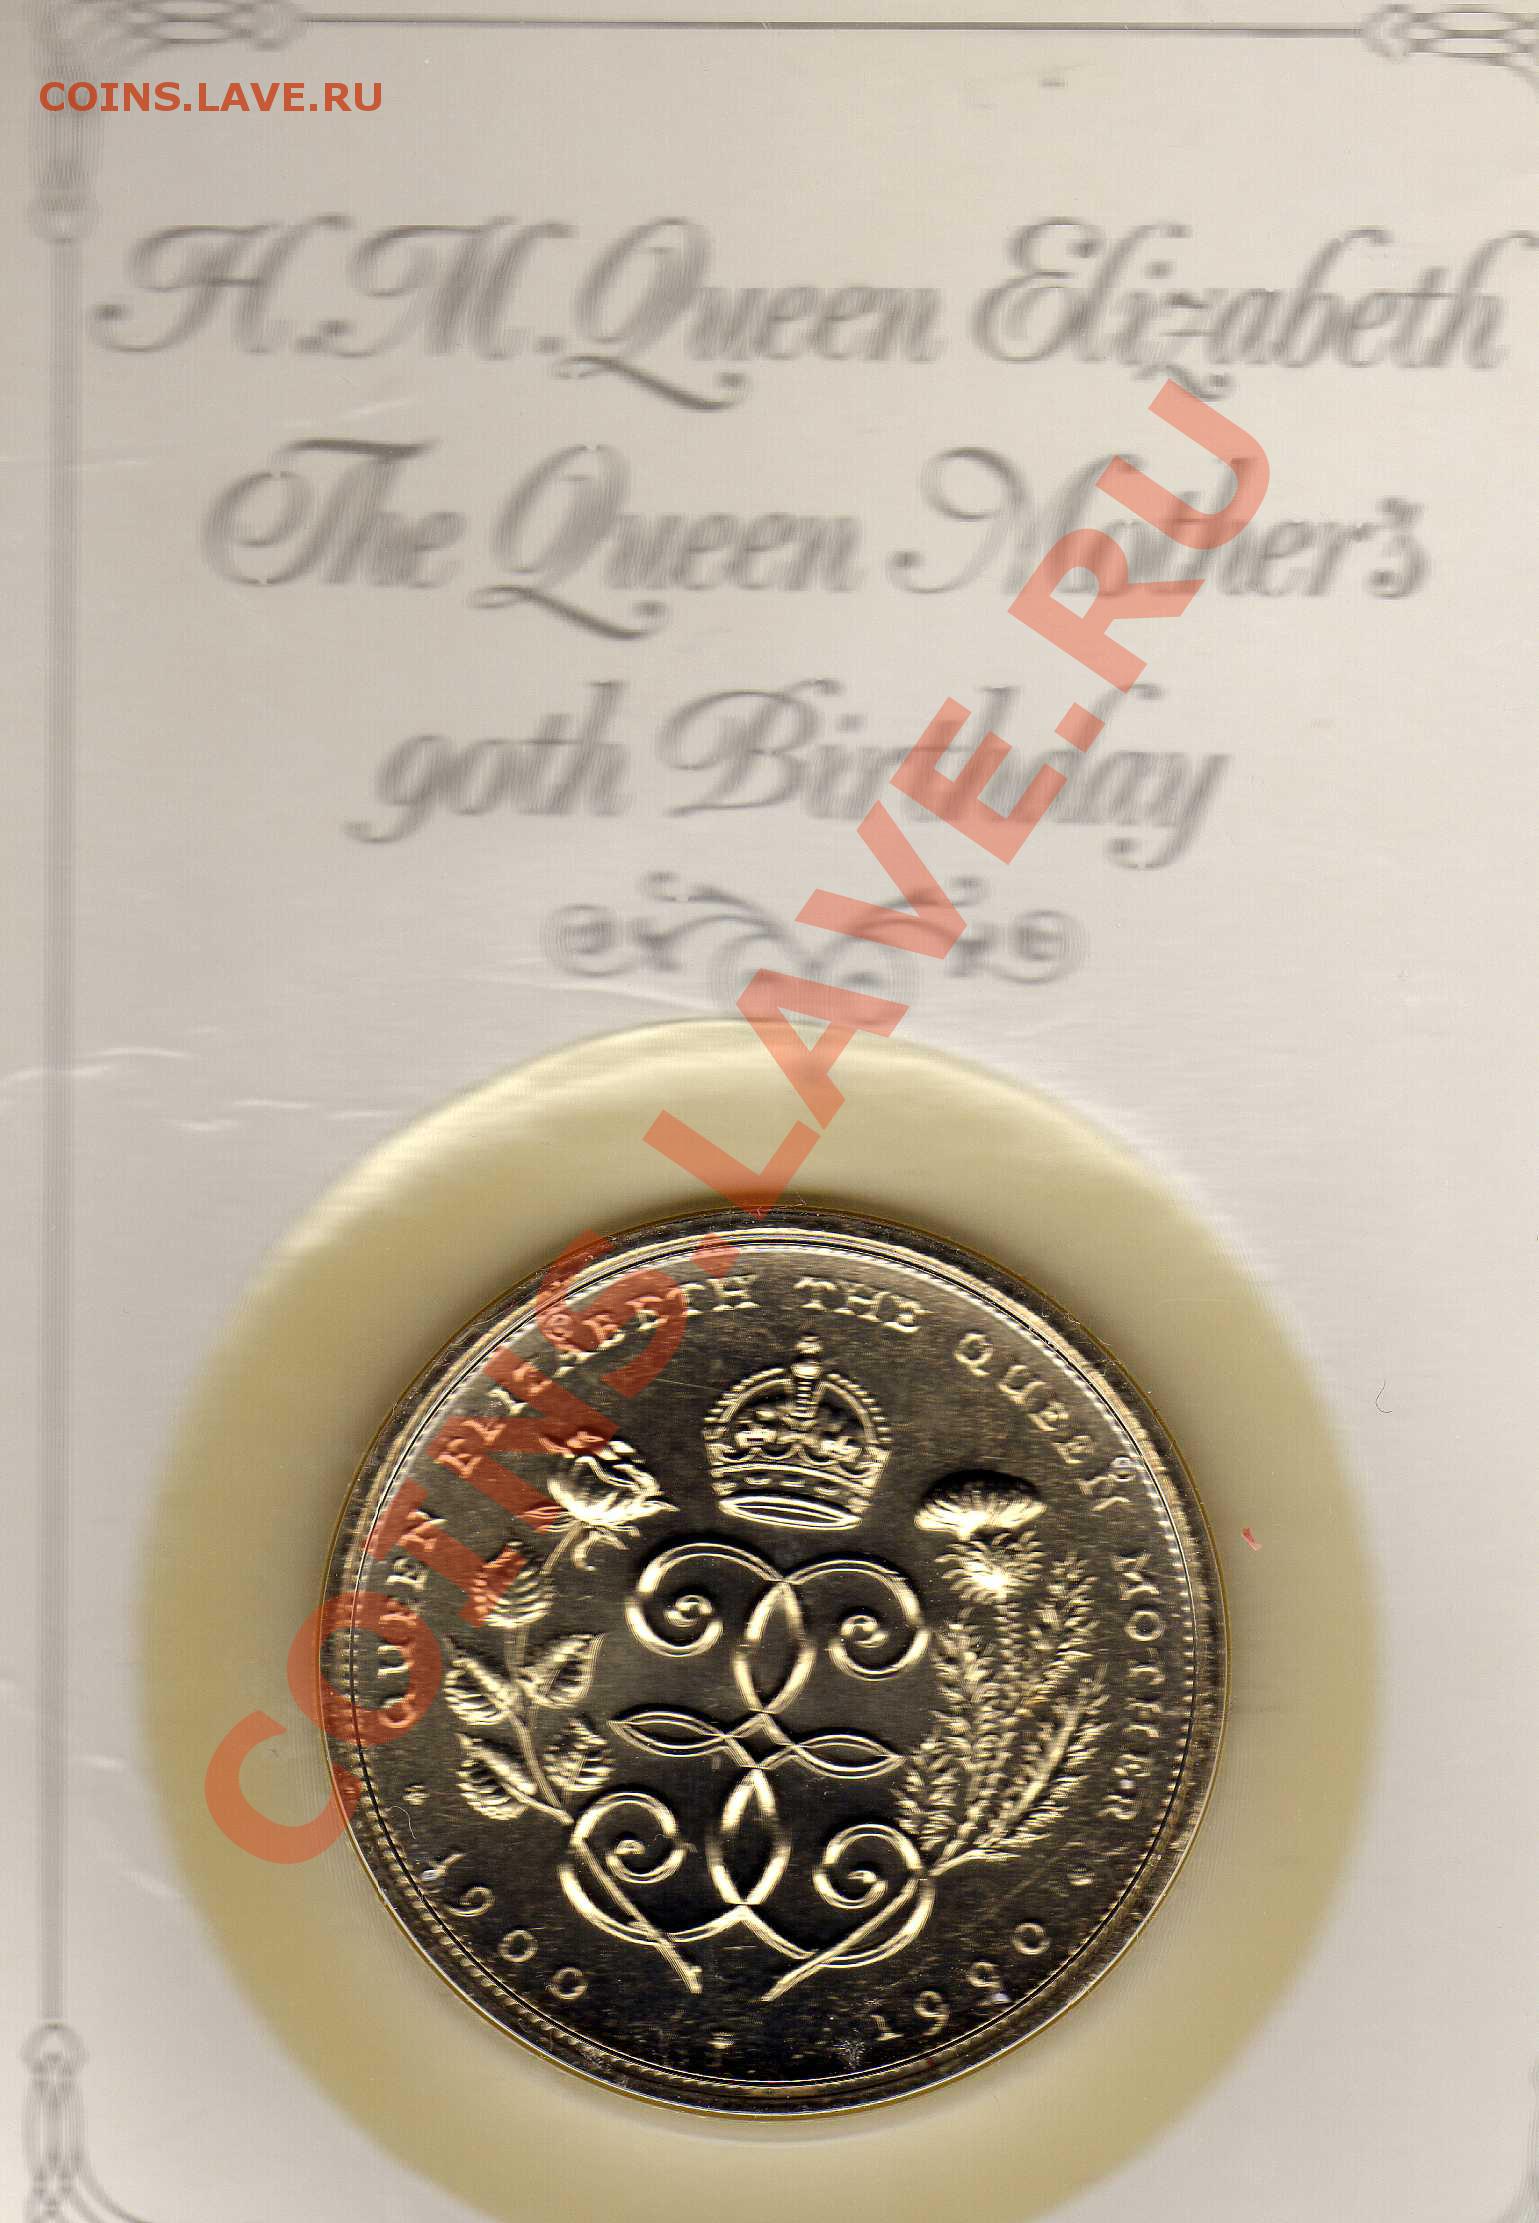 COINS.LAVE.RU
H.M. Queen Elizabeth
The Queen Mother's
90th Birthday
COINS.LAVE.RU
QUEEN ELIZABETH THE QUEEN MOTHER
* 1900 - 1990 *